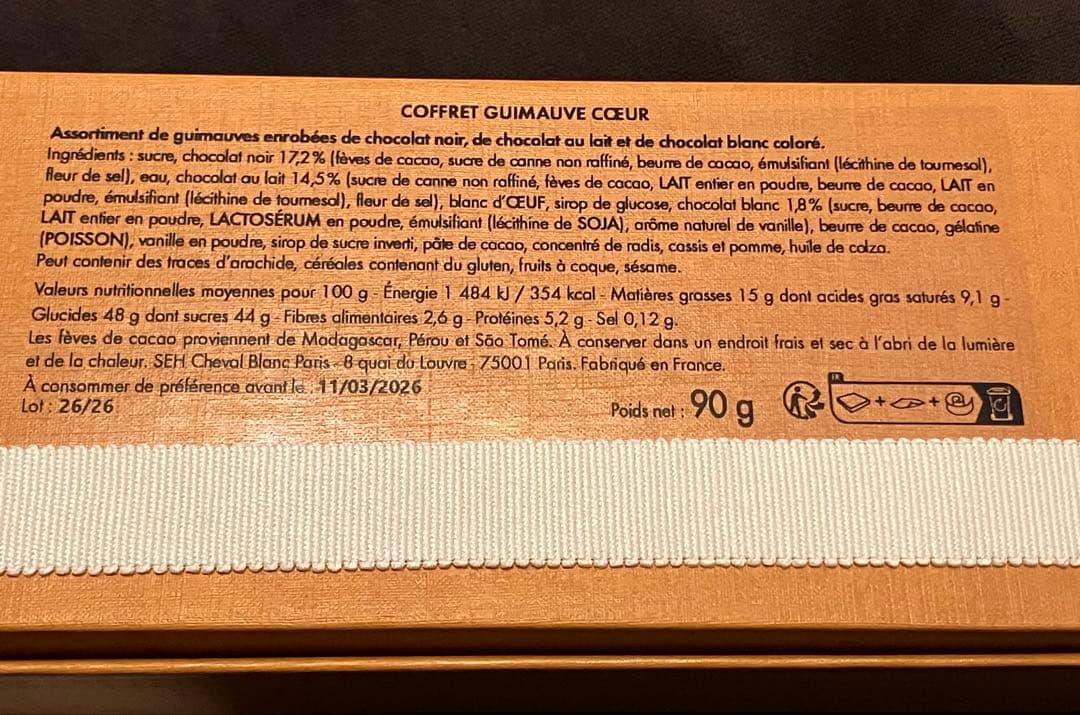 COFFRET GUIMAUVE CŒUR
Assortiment de guimauves enrobées de chocolat noir, de chocolat au lait et de chocolat blanc coloré.
Ingrédients : sucre, chocolat noir 17,2 % (fèves de cacao, sucre de canne non raffiné, beurre de cacao, émulsifiant (lécithine de tournesol),
fleur de sel), eau, chocolat au lait 14,5 % (sucre de canne non raffiné, fèves de cacao, LAIT entier en poudre, beurre de cacao, LAIT en
poudre, émulsifiant (lécithine de tournesol), fleur de sel), blanc d'ŒUF, sirop de glucose, chocolat blanc 1,8 % (sucre, beurre de cacao,
LAIT entier en poudre, LACTOSÉRUM en poudre, émulsifiant (lécithine de SOJA), arôme naturel de vanille), beurre de cacao, gélatine
(POISSON), vanille en poudre, sirop de sucre inverti, pâte de cacao, concentré de radis, cassis et pomme, huile de colza.
Peut contenir des traces d'arachide, céréales contenant du gluten, fruits à coque, sésame.
Valeurs nutritionnelles moyennes pour 100 g - Énergie 1 484 kJ / 354 kcal - Matières grasses 15 g dont acides gras saturés 9,1 g -
Glucides 48 g dont sucres 44 g - Fibres alimentaires 2,6 g - Protéines 5,2 g - Sel 0,12 g.
Les fèves de cacao proviennent de Madagascar, Pérou et São Tomé. À conserver dans un endroit frais et sec à l'abri de la lumière
et de la chaleur. SEH Cheval Blanc Paris - 8 quai du Louvre - 75001 Paris. Fabriqué en France.
À consommer de préférence avant le : 11/03/2026
Lot : 26/26
Poids net : 90 g
FR